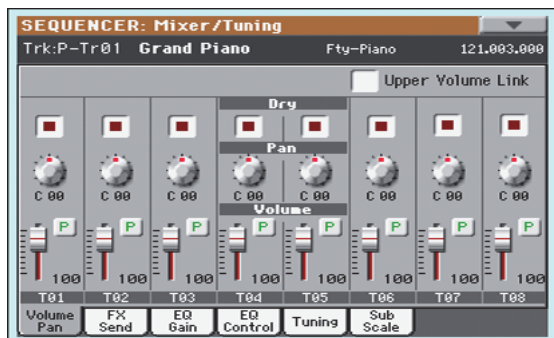 SEQUENCER: Mixer/Tuning
Trk:P-Tr01 Grand Piano Fty-Piano 121.003.000
Upper Volume Link
Dry
Pan
C 00 C 00 C 00 C 00 C 00 C 00 C 00 C 00
Volume
P P P P P P P P
100 100 100 100 100 100 100 100
T01 T02 T03 T04 T05 T06 T07 T08
Volume Pan FX Send EQ Gain EQ Control Tuning Sub Scale